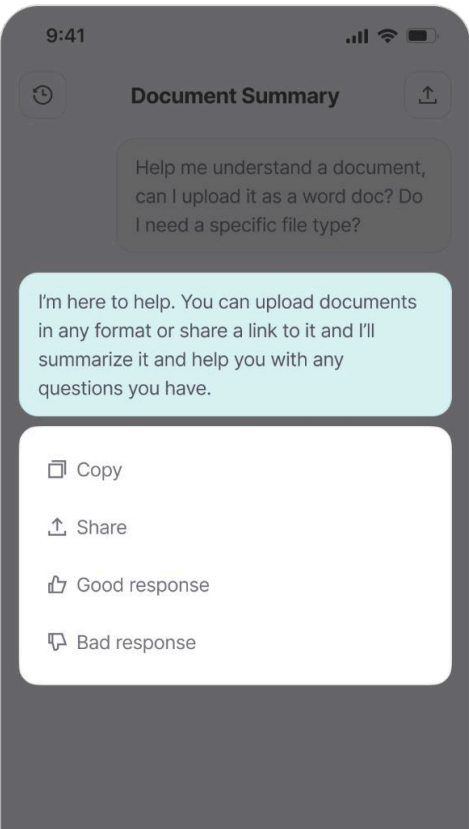 9:41
Document Summary
Help me understand a document,
can I upload it as a word doc? Do
I need a specific file type?
I'm here to help. You can upload documents
in any format or share a link to it and I'll
summarize it and help you with any
questions you have.
Copy
Share
Good response
Bad response